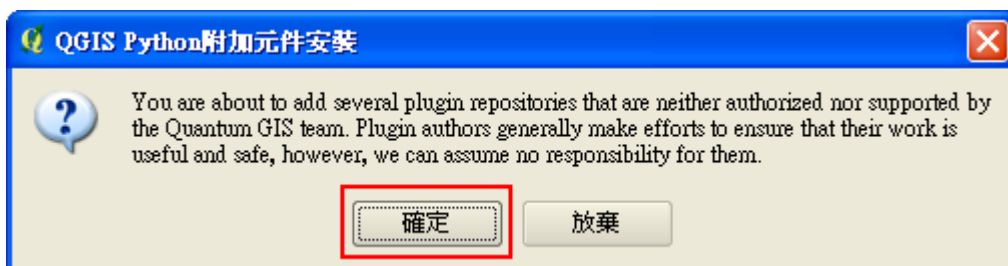 QGIS Python附加元件安裝
You are about to add several plugin repositories that are neither authorized nor supported by
the Quantum GIS team. Plugin authors generally make efforts to ensure that their work is
useful and safe, however, we can assume no responsibility for them.
確定
放棄